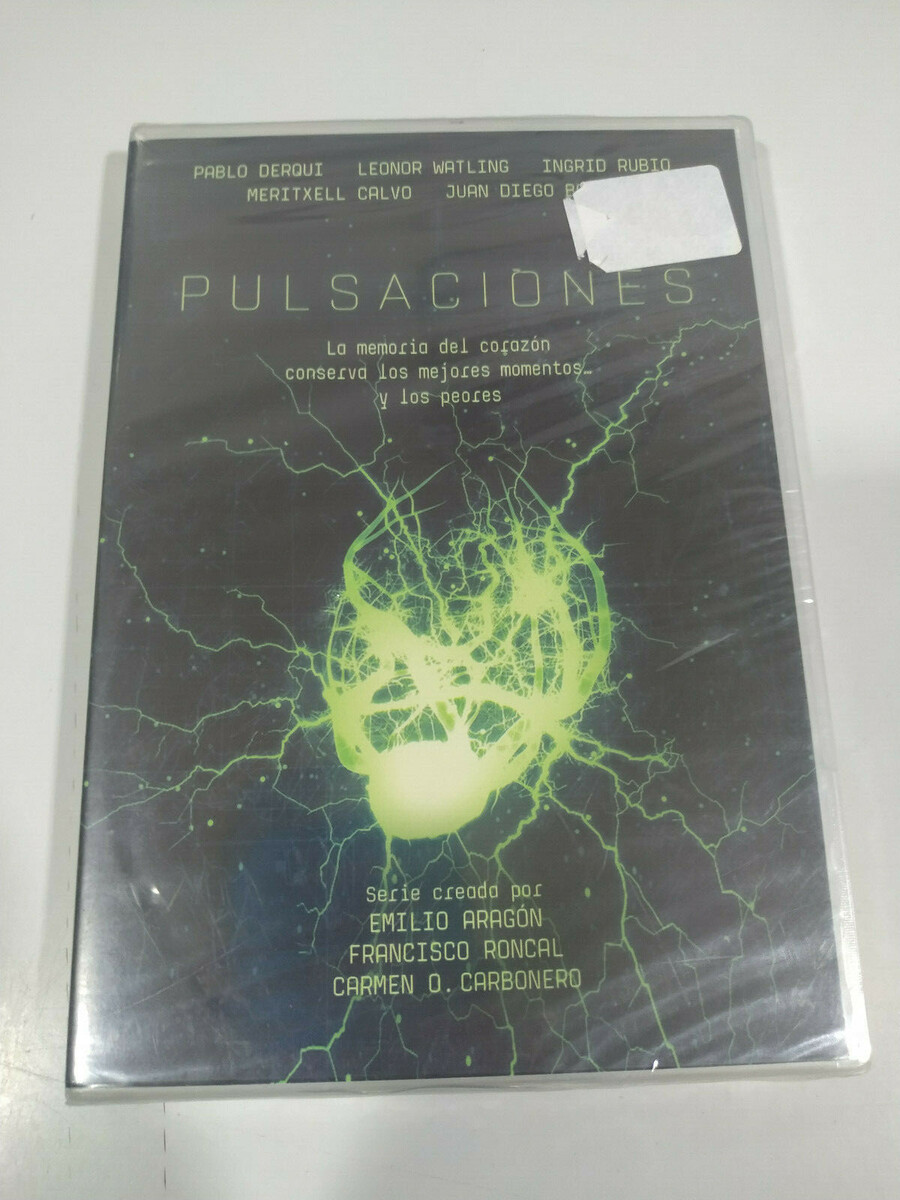 PABLO DERQUI LEONOR WATLING INGRID RUBIO
MERITXELL CALVO JUAN DIEGO
PULSACIONES
La memoria del corazón
conserva los mejores momentos...
y los peores
Serie creada por
EMILIO ARAGÓN
FRANCISCO RONCAL
CARMEN O. CARBONERO